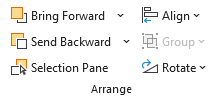 Bring Forward Align
Send Backward Group
Selection Pane Rotate
Arrange